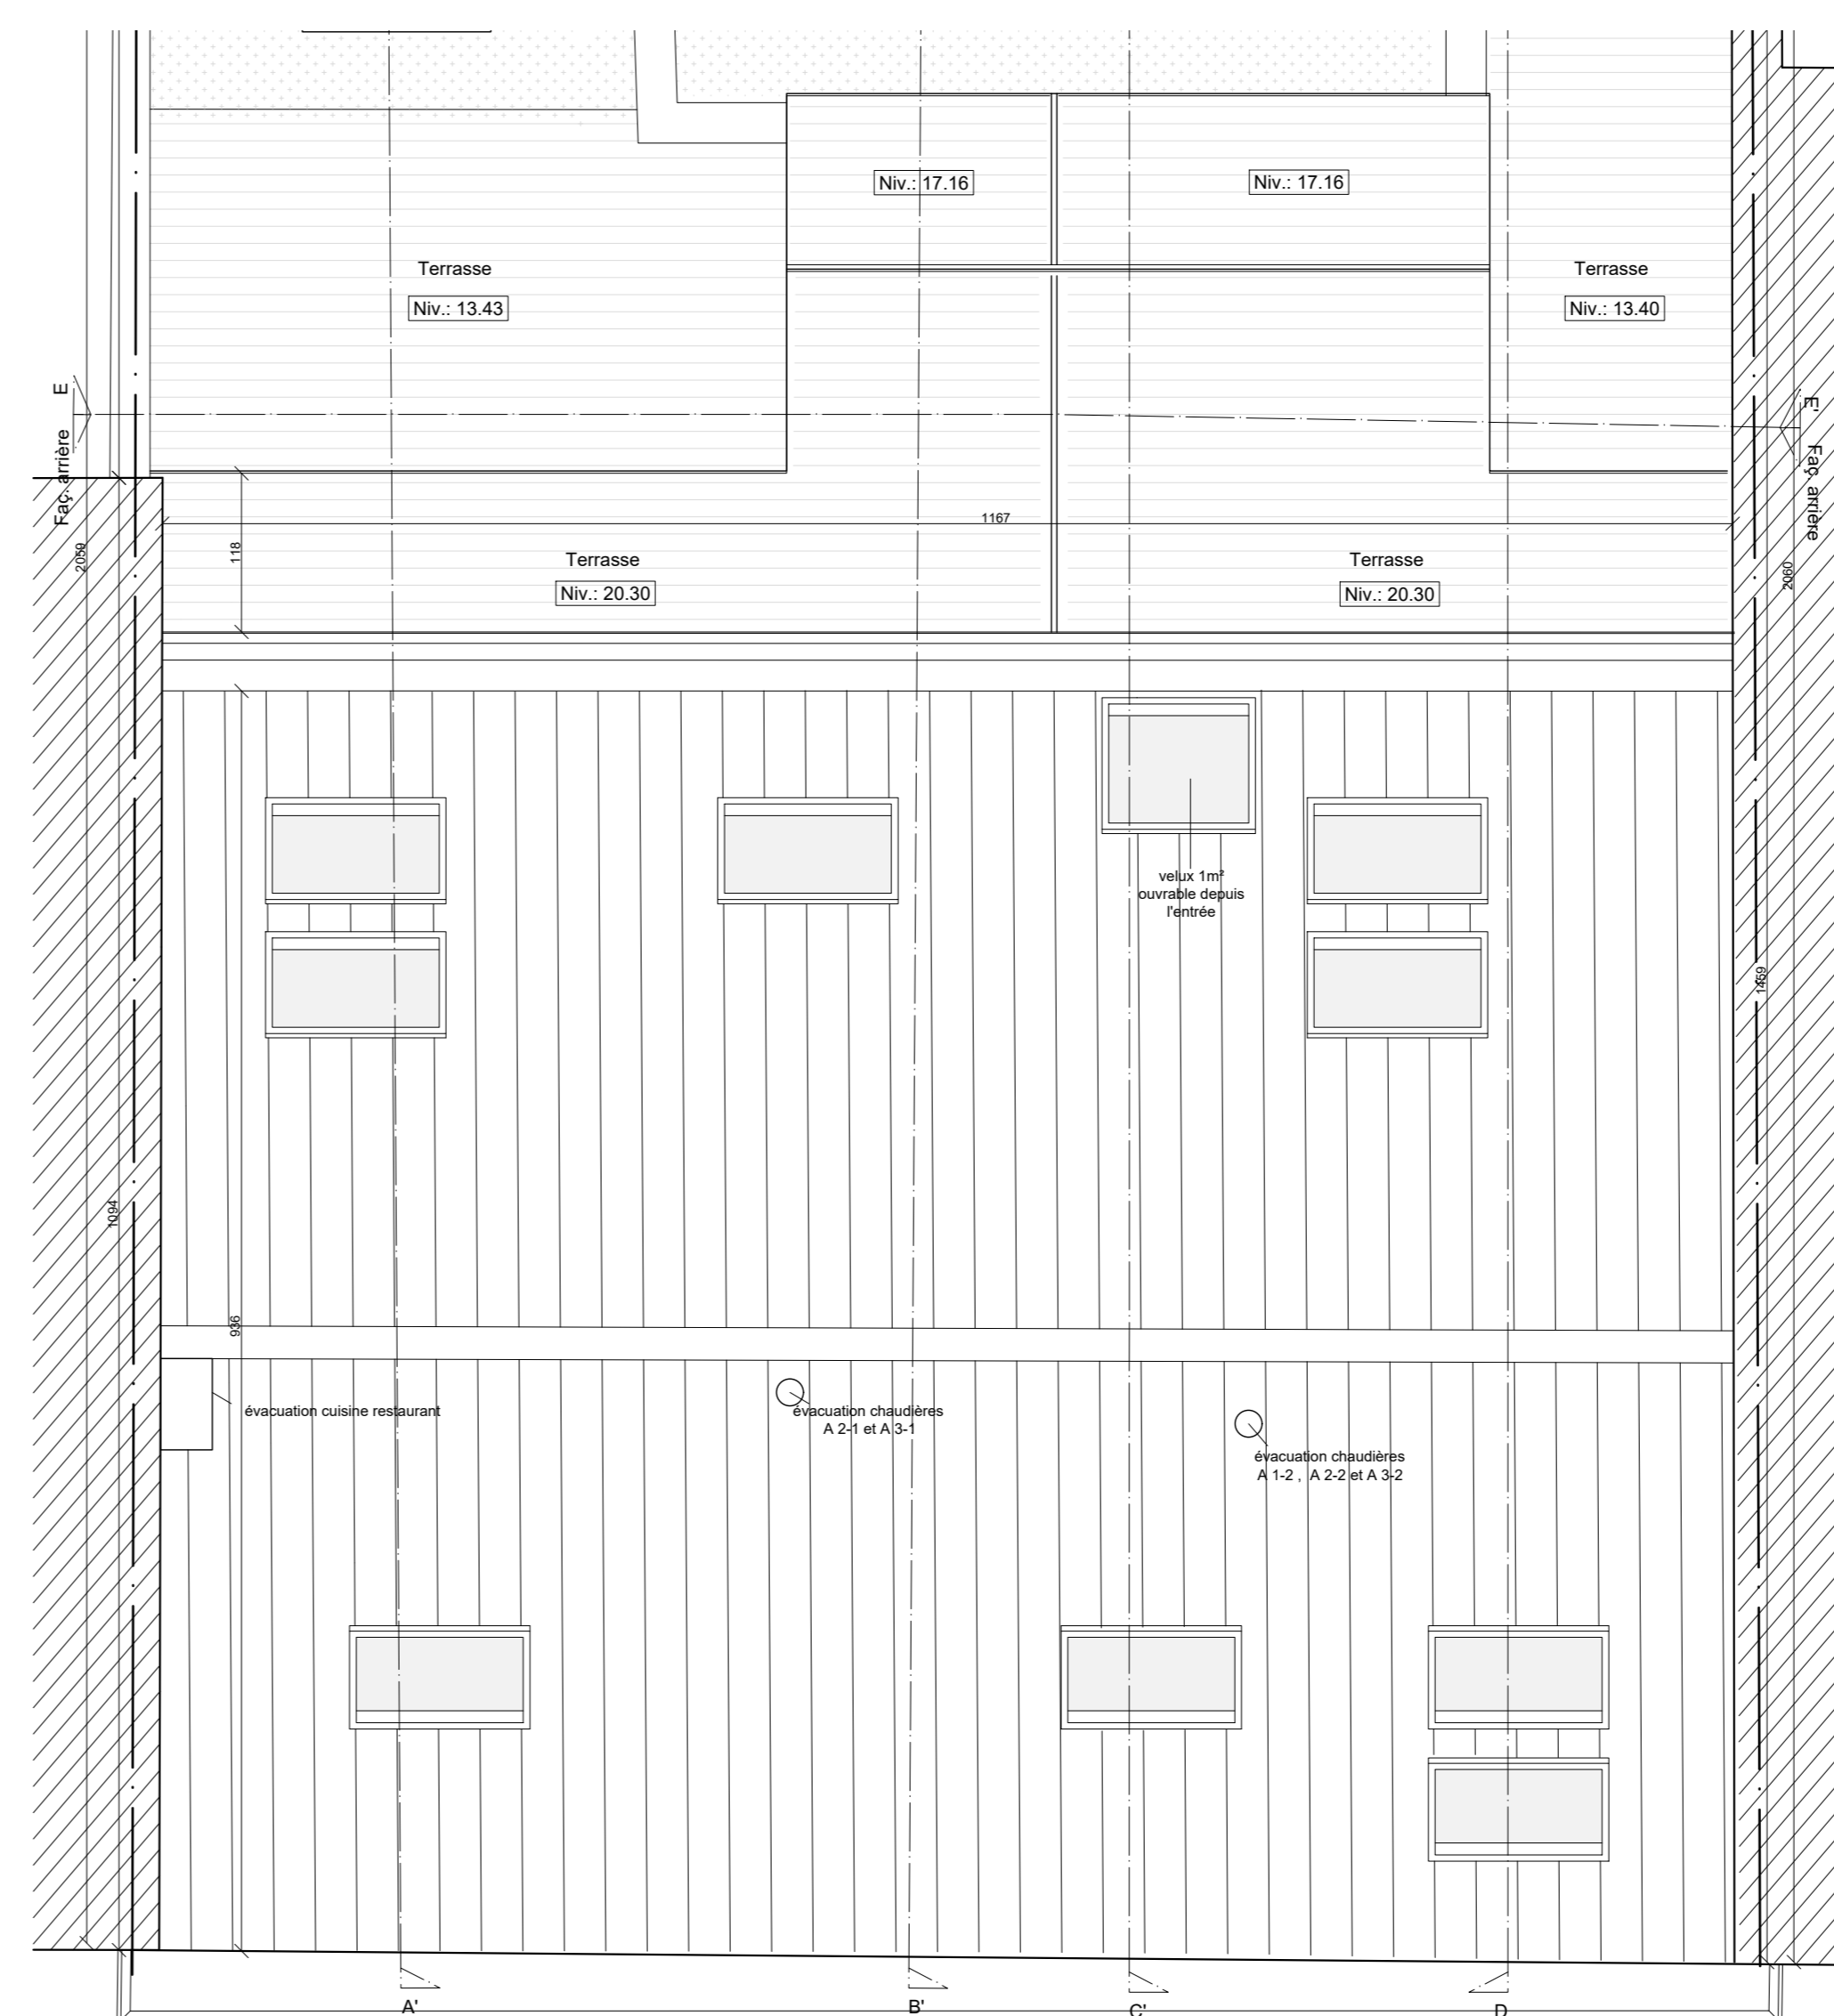 Niv.: 17.16
Niv.: 17.16
Terrasse
Niv.: 13.43
Terrasse
Niv.: 13.40
E
Faç. arrière
E'
Faç. arrière
2059
118
1167
2060
Terrasse
Niv.: 20.30
Terrasse
Niv.: 20.30
velux 1m²
ouvrable depuis
l'entrée
1459
1094
936
évacuation cuisine restaurant
évacuation chaudières
A 2-1 et A 3-1
évacuation chaudières
A 1-2 , A 2-2 et A 3-2
A'
B'
C'
D